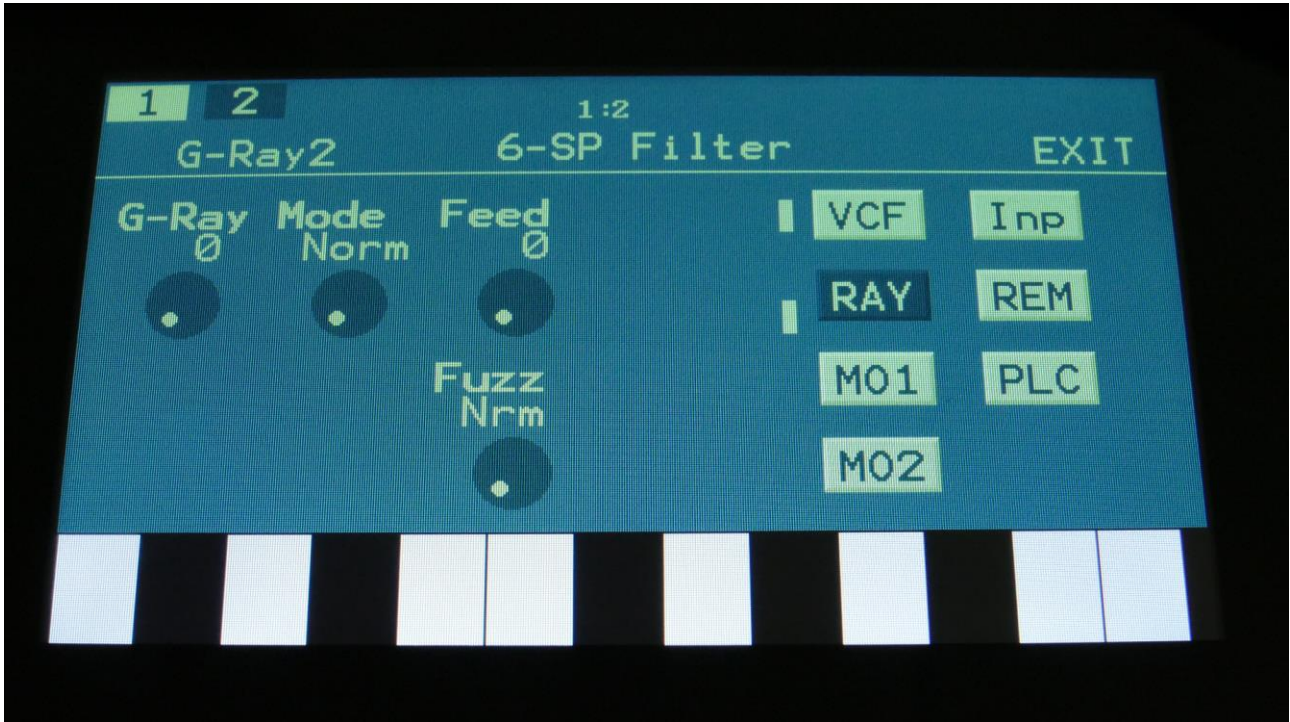 1 2
1:2
G-Ray2 6-SP Filter EXIT
G-Ray Mode Feed VCF Inp
0 Norm 0
RAY REM
Fuzz MO1 PLC
Nrm
MO2